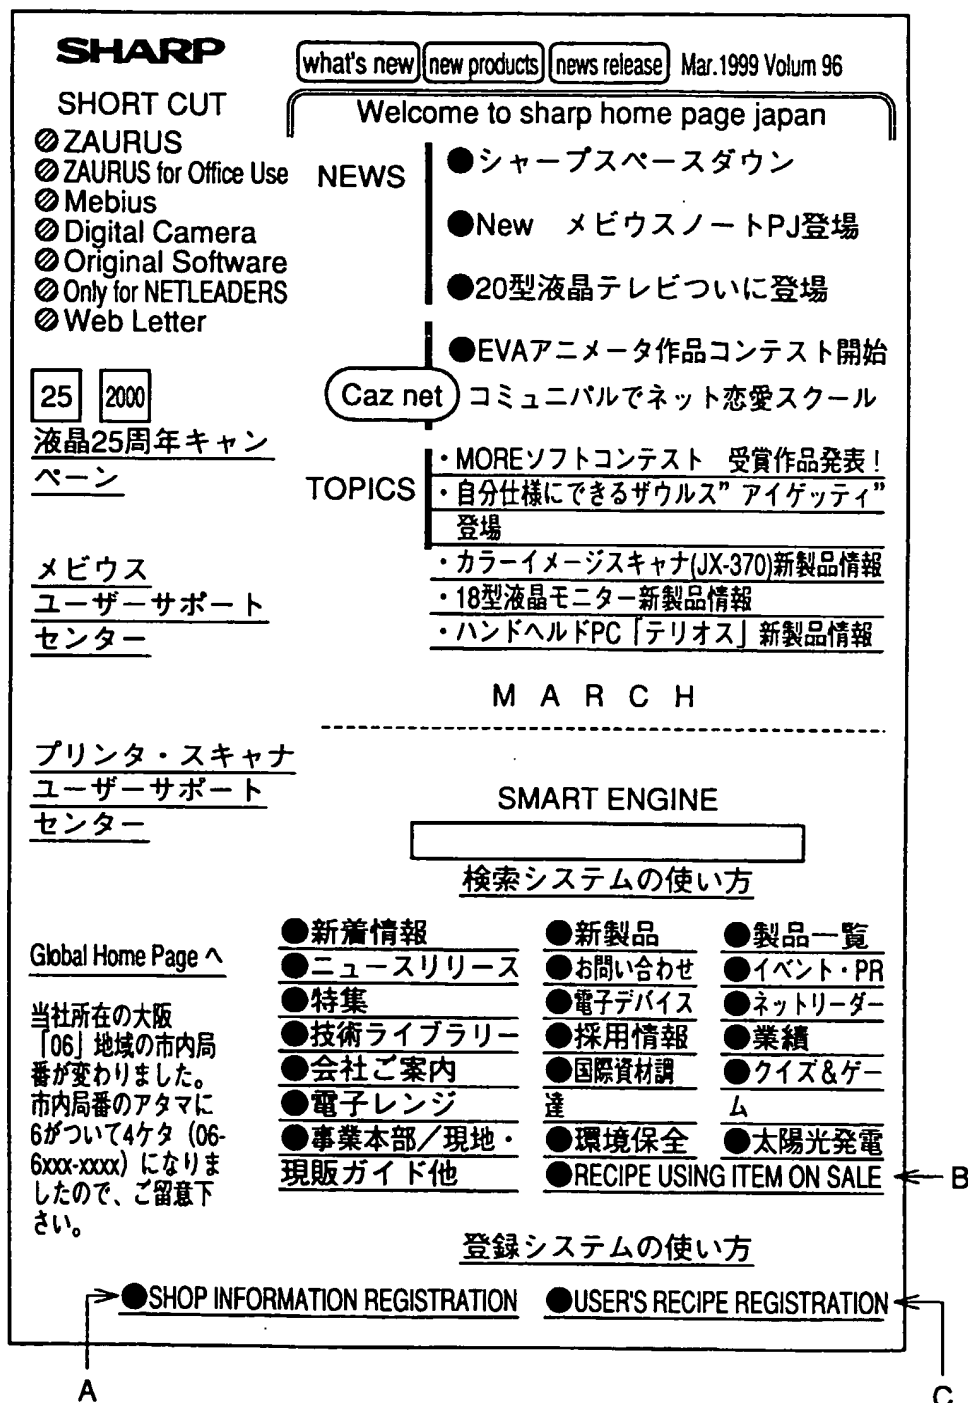 SHARP
what's new new products news release Mar.1999 Volum 96
SHORT CUT
ZAURUS
ZAURUS for Office Use
Mebius
Digital Camera
Original Software
Only for NETLEADERS
Web Letter
25 2000
液晶25周年キャン
ペーン
メビウス
ユーザーサポート
センター
プリンタ・スキャナ
ユーザーサポート
センター
Global Home Page へ
当社所在の大阪
「06」地域の市内局
番が変わりました。
市内局番のアタマに
6がついて4ケタ (06-
6xxx-xxxx) になりま
したので、ご留意下
さい。
Welcome to sharp home page japan
NEWS
●シャープスペースダウン
●New メビウスノートPJ登場
●20型液晶テレビついに登場
●EVAアニメータ作品コンテスト開始
Caz net コミュニパルでネット恋愛スクール
TOPICS
・MOREソフトコンテスト 受賞作品発表！
・自分仕様にできるザウルス” アイゲッティ”
登場
・カラーイメージスキャナ(JX-370)新製品情報
・18型液晶モニター新製品情報
・ハンドヘルドPC「テリオス」新製品情報
M A R C H
SMART ENGINE
検索システムの使い方
●新着情報 ●新製品 ●製品一覧
●ニュースリリース ●お問い合わせ ●イベント・PR
●特集 ●電子デバイス ●ネットリーダー
●技術ライブラリー ●採用情報 ●業績
●会社ご案内 ●国際資材調 ●クイズ&ゲー
●電子レンジ 達 ム
●事業本部／現地・ ●環境保全 ●太陽光発電
現販ガイド他 ●RECIPE USING ITEM ON SALE B
登録システムの使い方
●SHOP INFORMATION REGISTRATION ●USER'S RECIPE REGISTRATION
A C